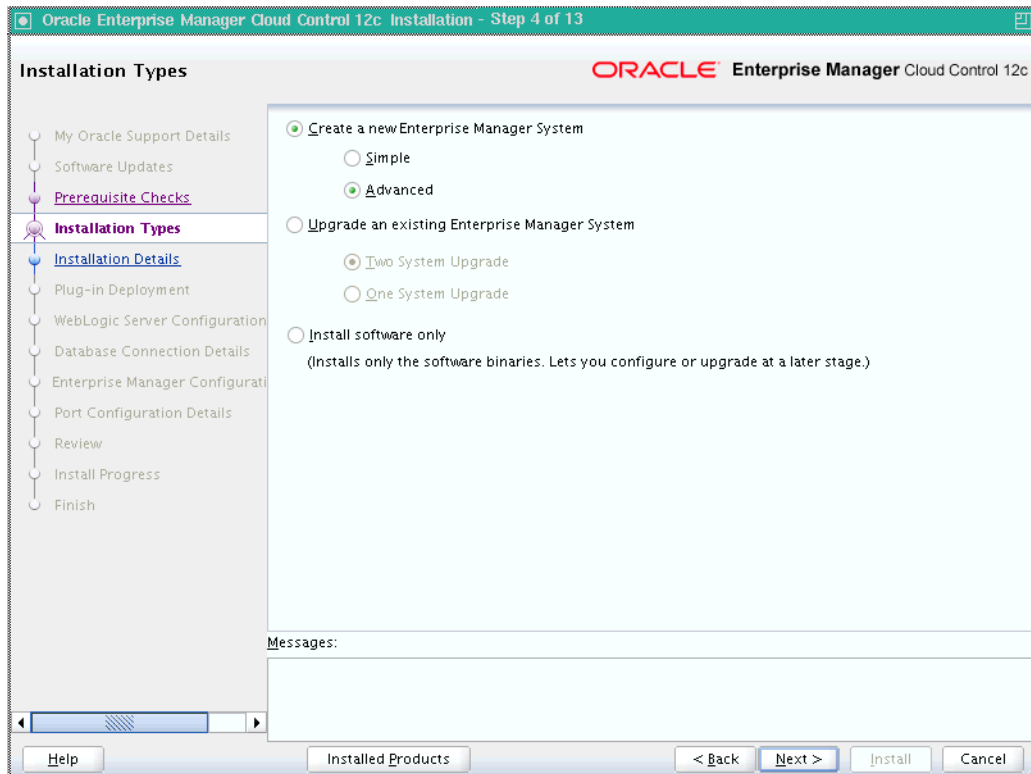 Oracle Enterprise Manager Cloud Control 12c Installation - Step 4 of 13
Installation Types
ORACLE Enterprise Manager Cloud Control 12c
My Oracle Support Details
Software Updates
Prerequisite Checks
Installation Types
Installation Details
Plug-in Deployment
WebLogic Server Configuration
Database Connection Details
Enterprise Manager Configurati
Port Configuration Details
Review
Install Progress
Finish
Create a new Enterprise Manager System
Simple
Advanced
Upgrade an existing Enterprise Manager System
Two System Upgrade
One System Upgrade
Install software only
(Installs only the software binaries. Lets you configure or upgrade at a later stage.)
Messages:
Help
Installed Products
< Back
Next >
Install
Cancel